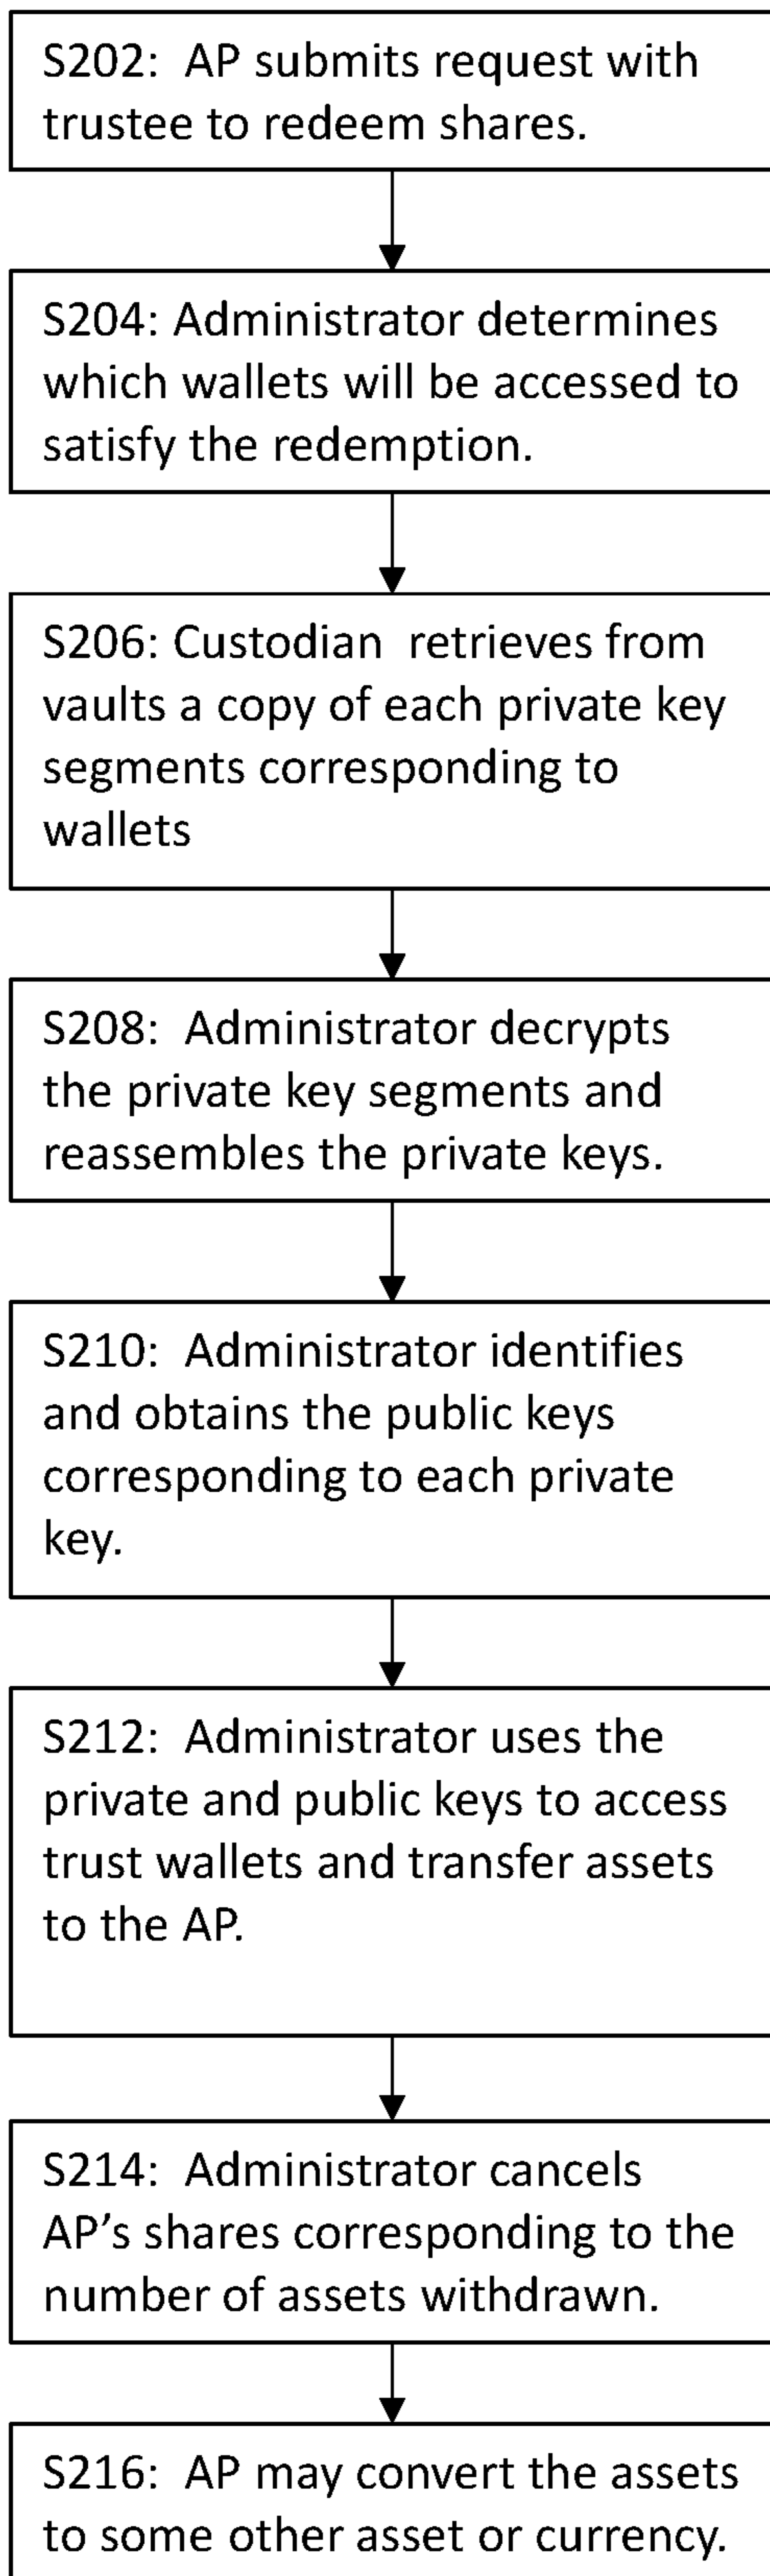 S202:  AP submits request with
trustee to redeem shares.
S204: Administrator determines
which wallets will be accessed to
satisfy the redemption.
S206: Custodian  retrieves from
vaults a copy of each private key
segments corresponding to
wallets
S208:  Administrator decrypts
the private key segments and
reassembles the private keys.
S210:  Administrator identifies
and obtains the public keys
corresponding to each private
key.
S212:  Administrator uses the
private and public keys to access
trust wallets and transfer assets
to the AP.
S214:  Administrator cancels
AP’s shares corresponding to the
number of assets withdrawn.
S216:  AP may convert the assets
to some other asset or currency.